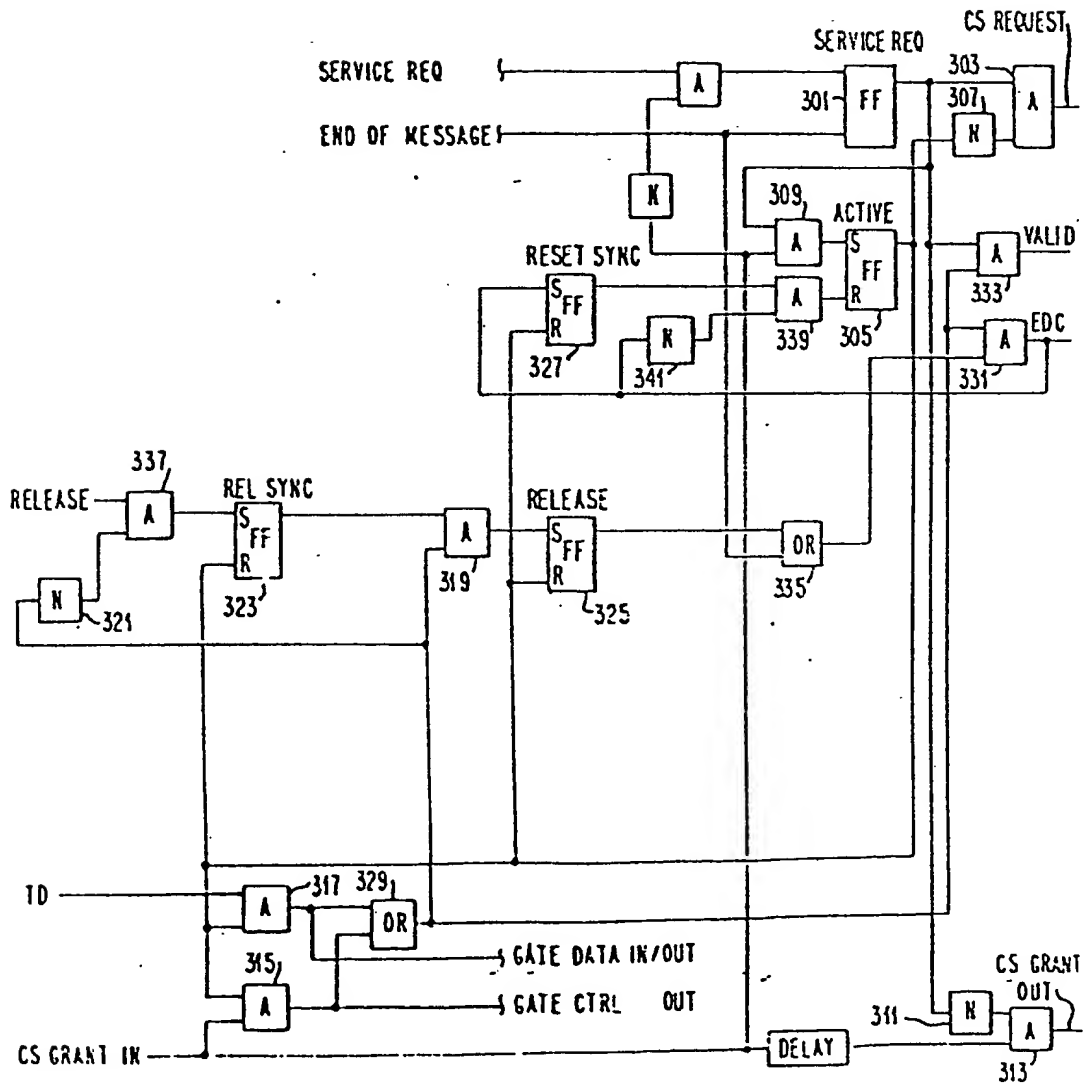 CS REQUEST
SERVICE REQ
303
SERVICE REQ
A
301
FF
307
A
N
END OF MESSAGE
N
309
ACTIVE
A
S
FF
R
VALID
A
333
RESET SYNC
S
FF
R
327
N
341
A
339
305
EDC
A
331
337
RELEASE
A
REL SYNC
S
FF
R
323
A
319
RELEASE
S
FF
R
325
OR
335
N
321
TD
A
317
329
OR
GATE DATA IN/OUT
315
A
GATE CTRL OUT
CS GRANT OUT
311
N
A
313
CS GRANT IN
DELAY